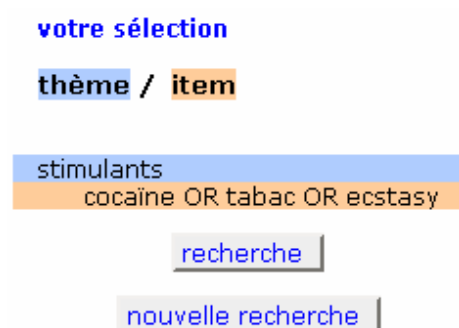 votre sélection
thème / item
stimulants
cocaïne OR tabac OR ecstasy
recherche
nouvelle recherche